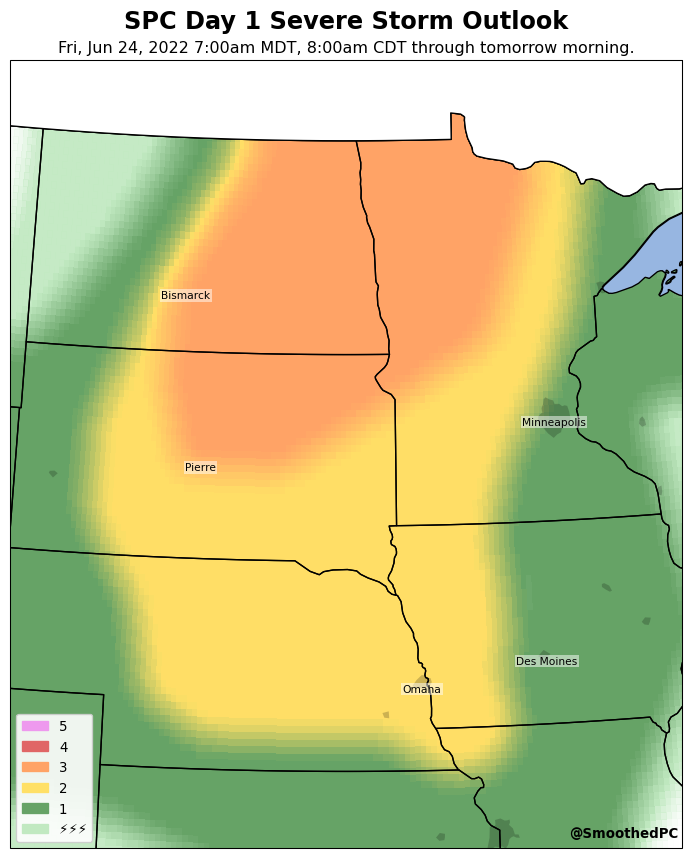 SPC Day 1 Severe Storm Outlook
Fri, Jun 24, 2022 7:00am MDT, 8:00am CDT through tomorrow morning.
Bismarck
Minneapolis
Pierre
Des Moines
Omaha
5
4
3
2
1
⚡⚡⚡
@SmoothedPC